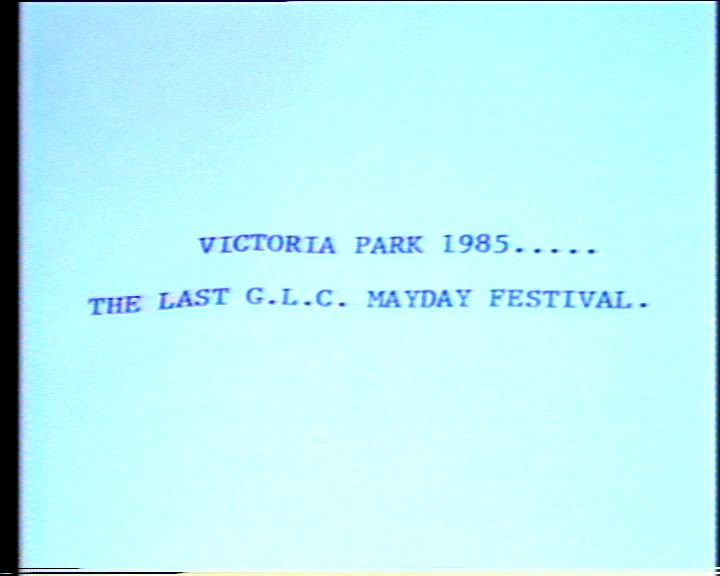 VICTORIA PARK 1985.....
THE LAST G.L.C. MAYDAY FESTIVAL.